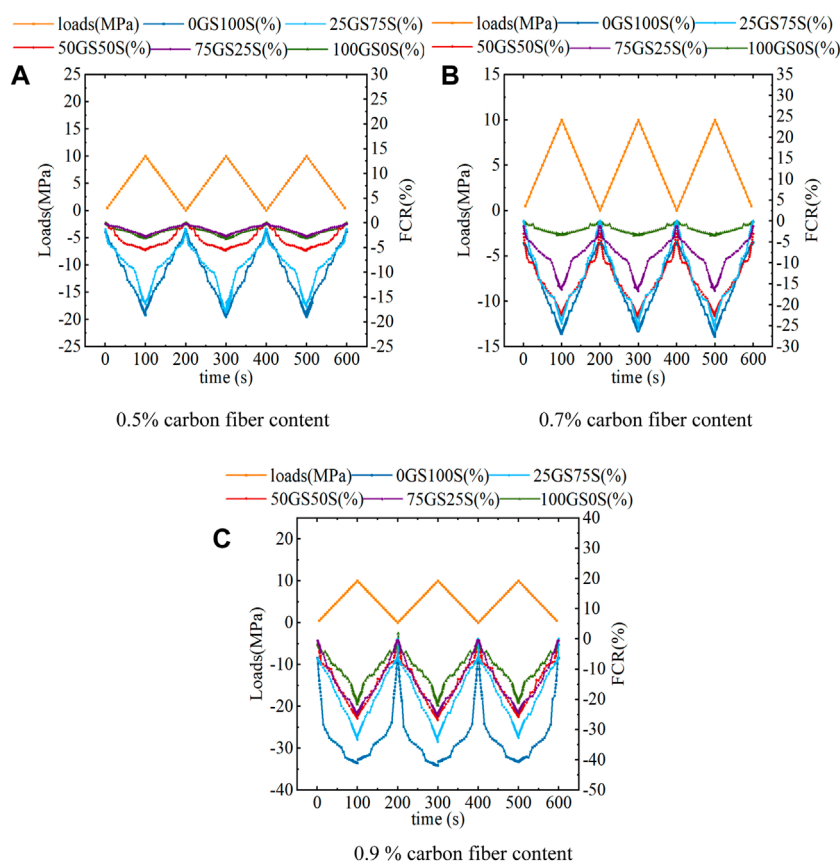 loads(MPa) 0GS100S(%) 25GS75S(%)
50GS50S(%) 75GS25S(%) 100GS0S(%)
loads(MPa) 0GS100S(%) 25GS75S(%)
50GS50S(%) 75GS25S(%) 100GS0S(%)
A
25
20
15
10
5
0
-5
-10
-15
-20
-25
Loads(MPa)
30
25
20
15
10
5
0
-5
-10
-15
-20
-25
FCR(%)
0 100 200 300 400 500 600
time (s)
0.5% carbon fiber content
B
15
10
5
0
-5
-10
-15
Loads(MPa)
35
30
25
20
15
10
5
0
-5
-10
-15
-20
-25
-30
FCR(%)
0 100 200 300 400 500 600
time (s)
0.7% carbon fiber content
loads(MPa) 0GS100S(%) 25GS75S(%)
50GS50S(%) 75GS25S(%) 100GS0S(%)
C
20
10
0
-10
-20
-30
-40
Loads(MPa)
40
30
20
10
0
-10
-20
-30
-40
-50
FCR(%)
0 100 200 300 400 500 600
time (s)
0.9 % carbon fiber content